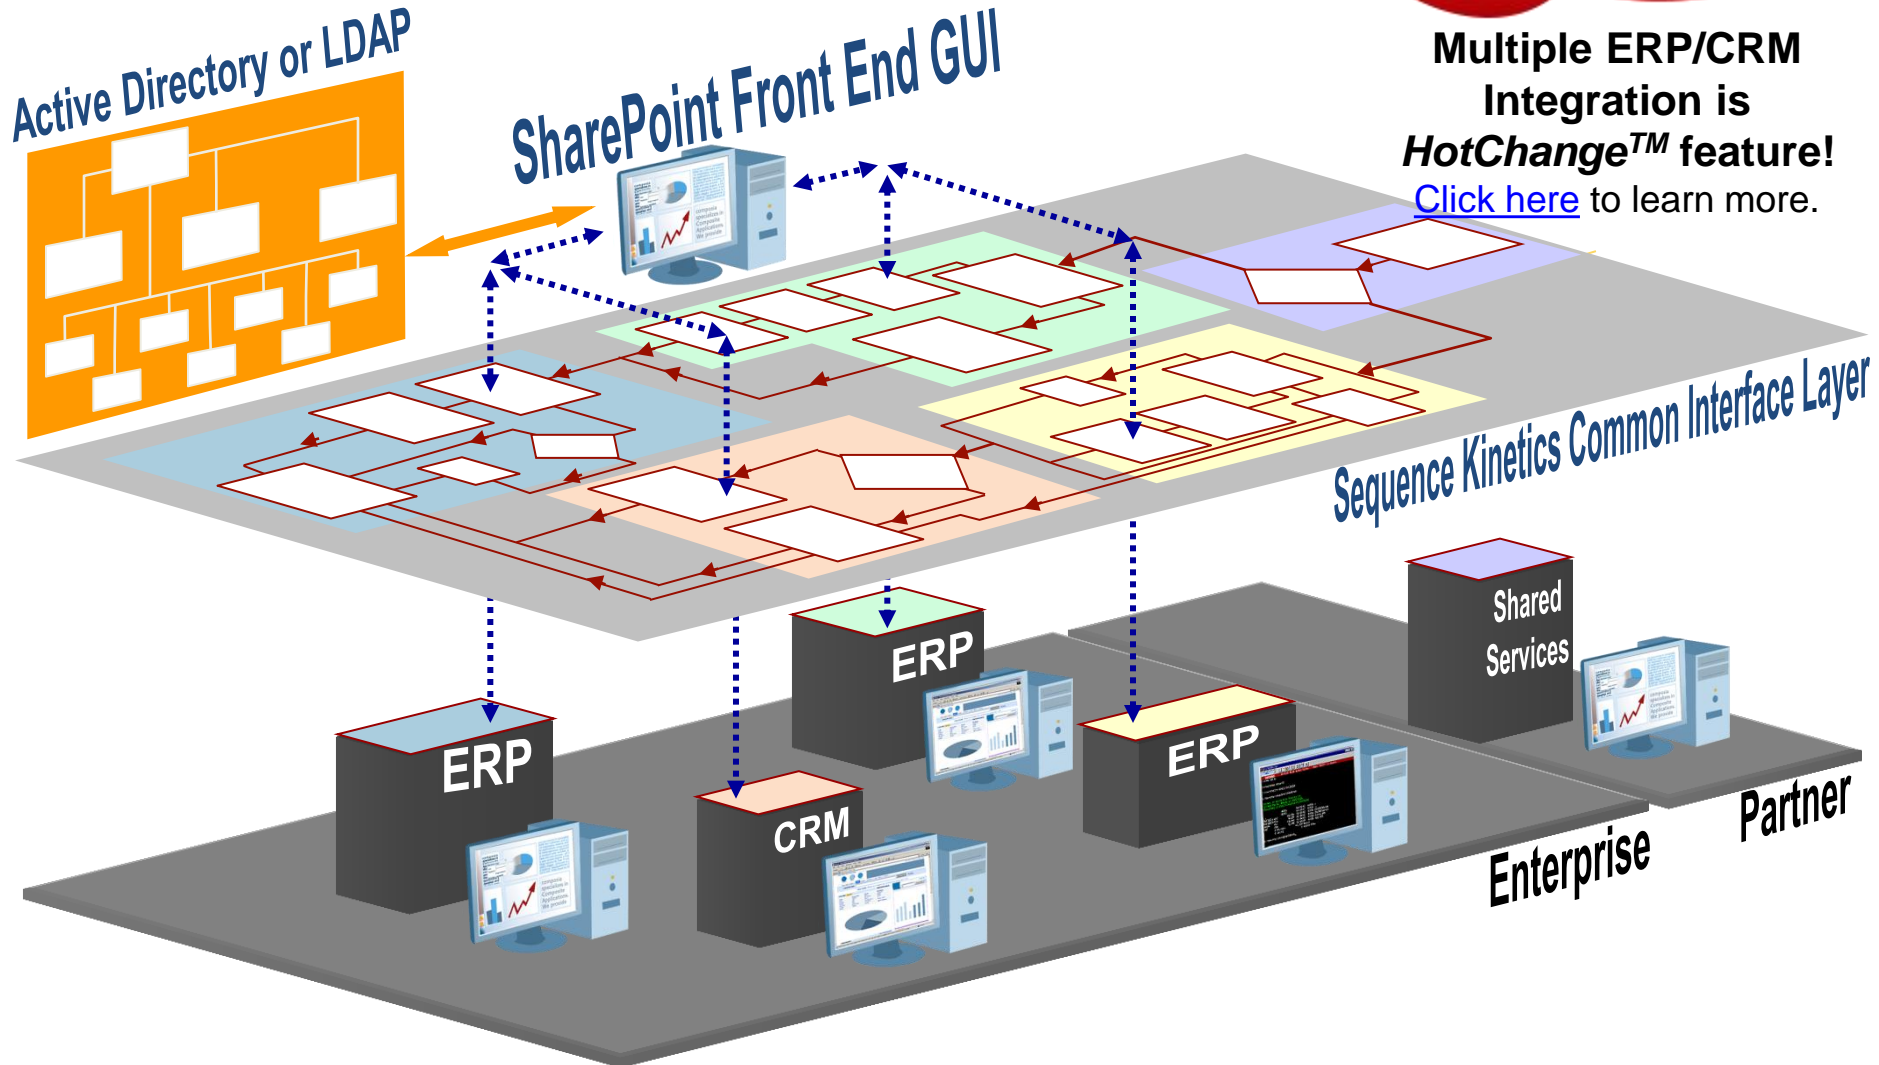 Active Directory or LDAP
SharePoint Front End GUI
Multiple ERP/CRM
Integration is
HotChange™ feature!
Click here to learn more.
Sequence Kinetics Common Interface Layer
Shared
Services
ERP
ERP
ERP
CRM
Partner
Enterprise